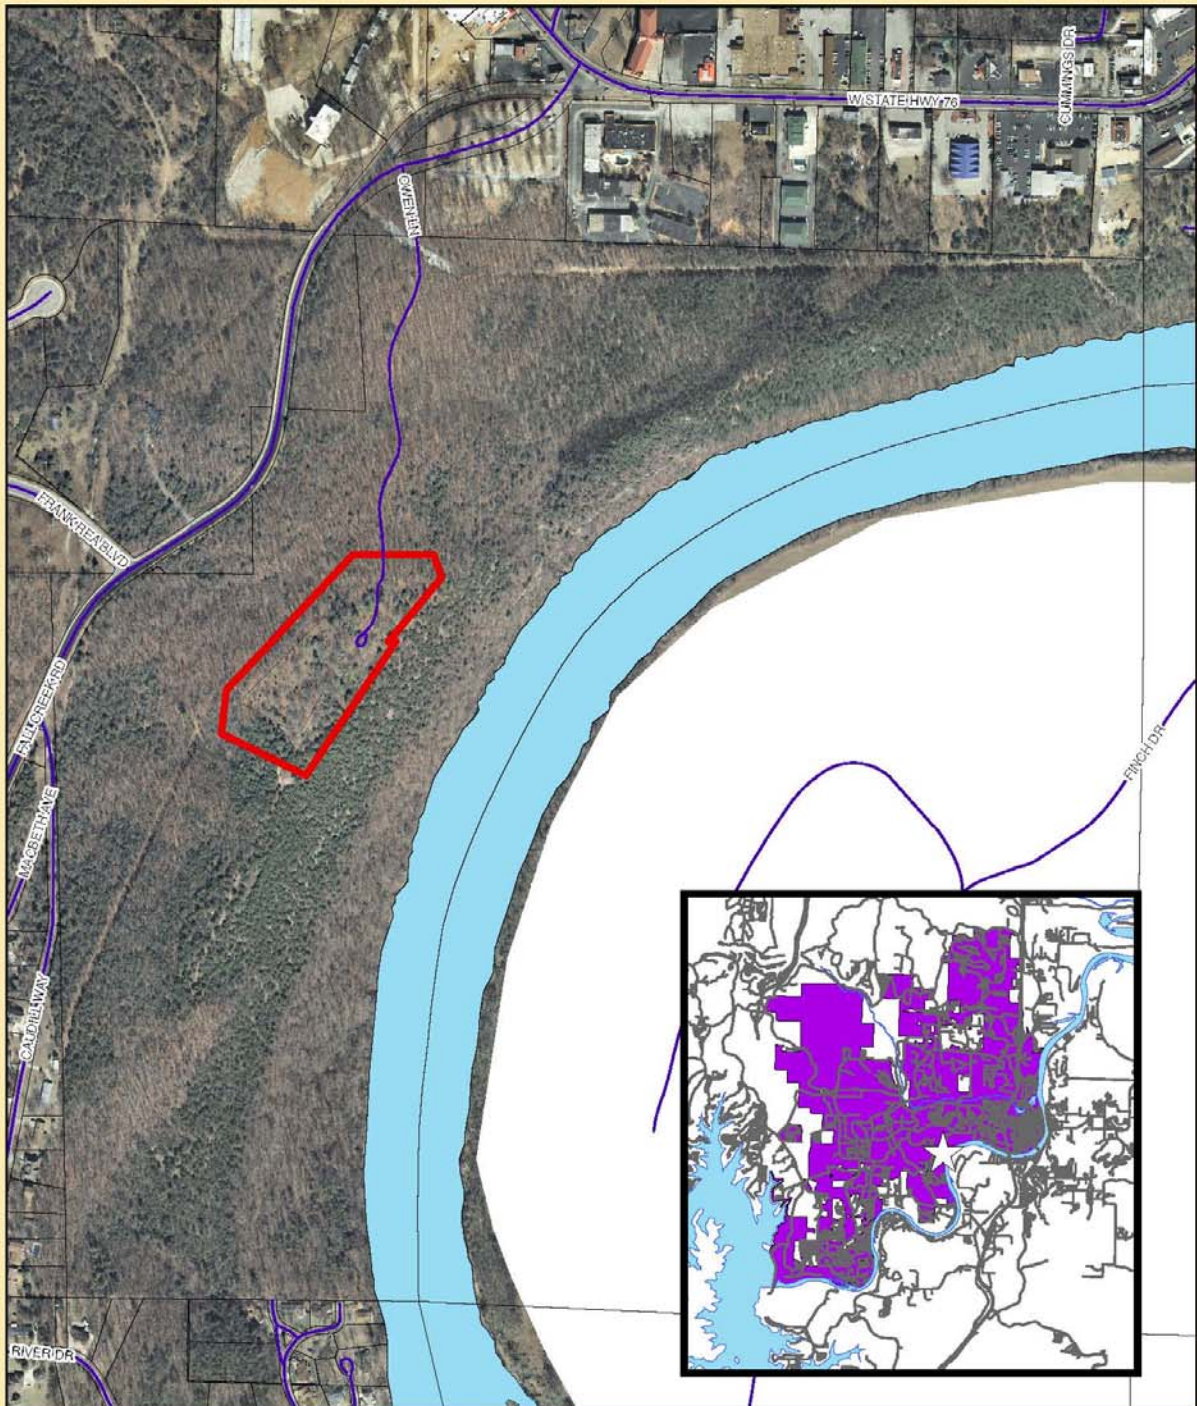 CUMMINGS DR
W STATE HWY 76
OWEN LN
FRANK REA BLVD
FALL CREEK RD
FINCH DR
MACBETH AVE
CAUDILL WAY
RIVER DR